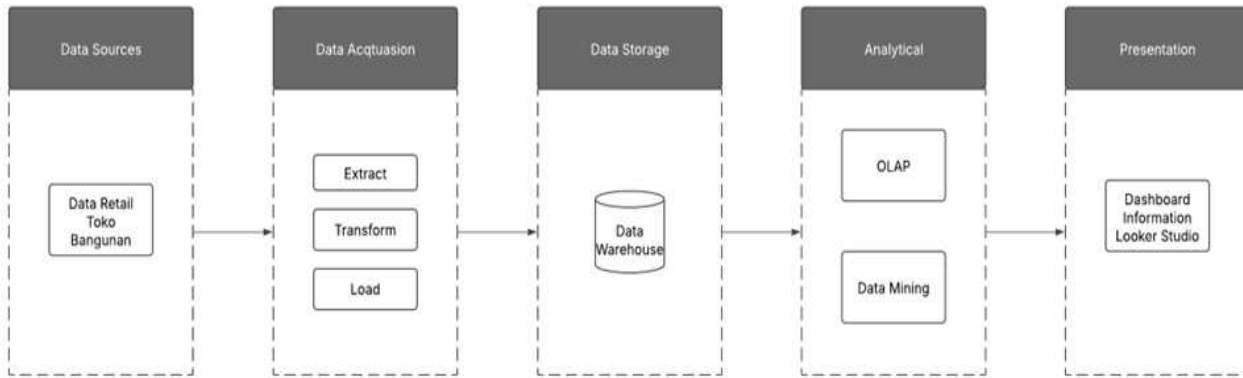 Data Sources
Data Acqtuasion
Data Storage
Analytical
Presentation
Data Retail
Toko
Bangunan
Extract
Transform
Load
Data
Warehouse
OLAP
Data Mining
Dashboard
Information
Looker Studio